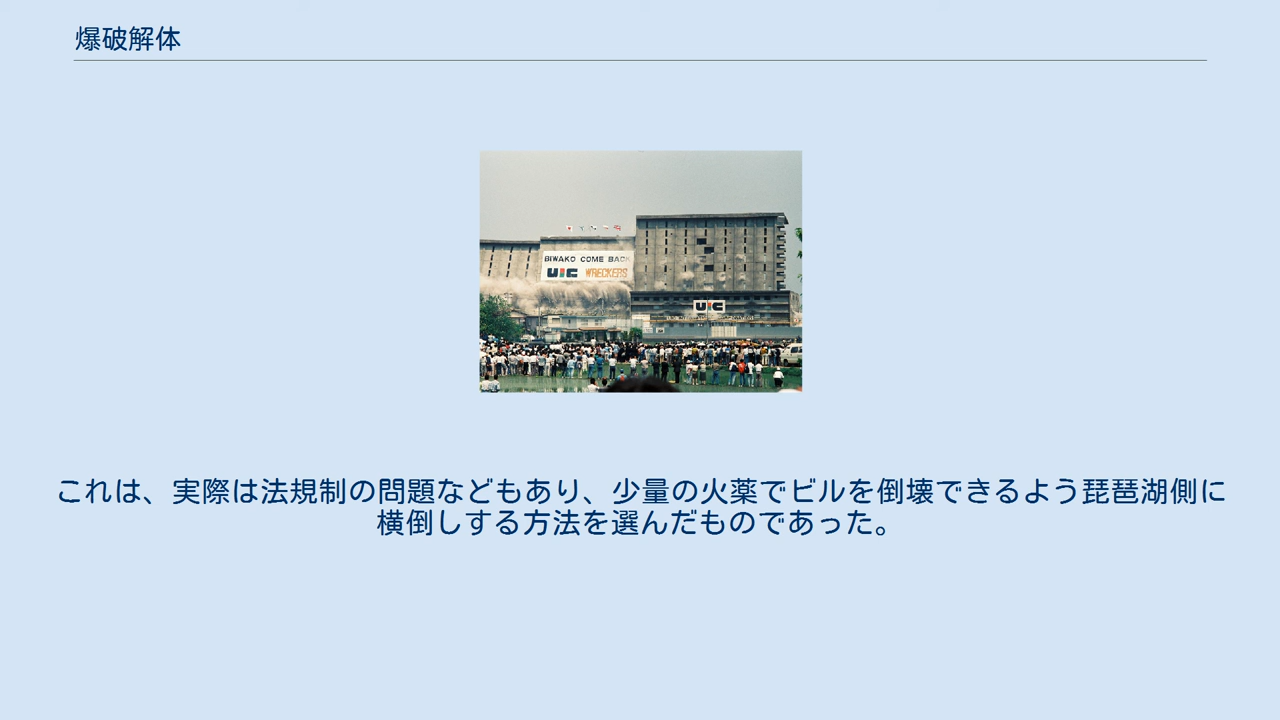 爆破解体
BIWAKO COME BACK
UIC WRECKERS
UIC
これは、実際は法規制の問題などもあり、少量の火薬でビルを倒壊できるよう琵琶湖側に
横倒しする方法を選んだものであった。